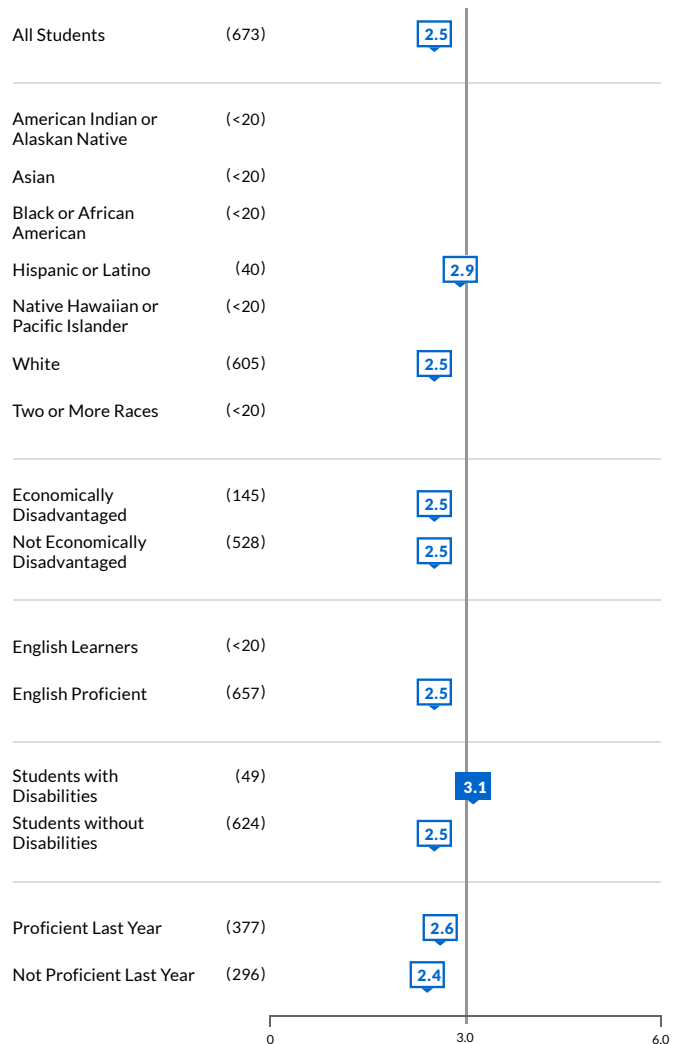 All Students (673) 2.5
American Indian or (<20)
Alaskan Native
Asian (<20)
Black or African (<20)
American
Hispanic or Latino (40) 2.9
Native Hawaiian or (<20)
Pacific Islander
White (605) 2.5
Two or More Races (<20)
Economically (145) 2.5
Disadvantaged
Not Economically (528) 2.5
Disadvantaged
English Learners (<20)
English Proficient (657) 2.5
Students with (49) 3.1
Disabilities
Students without (624) 2.5
Disabilities
Proficient Last Year (377) 2.6
Not Proficient Last Year (296) 2.4
0 3.0 6.0